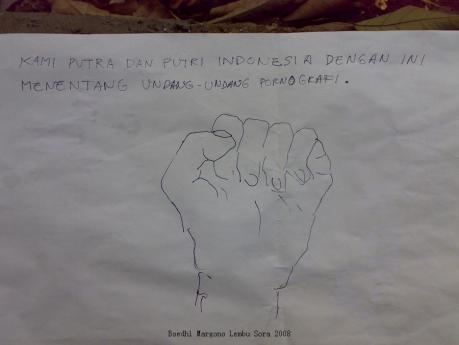 KAMI PUTRA DAN PUTRI INDONESIA DENGAN INI
MENENTANG UNDANG-UNDANG PORNOGRAFI.
Boedhi Margono Lembu Sora 2008